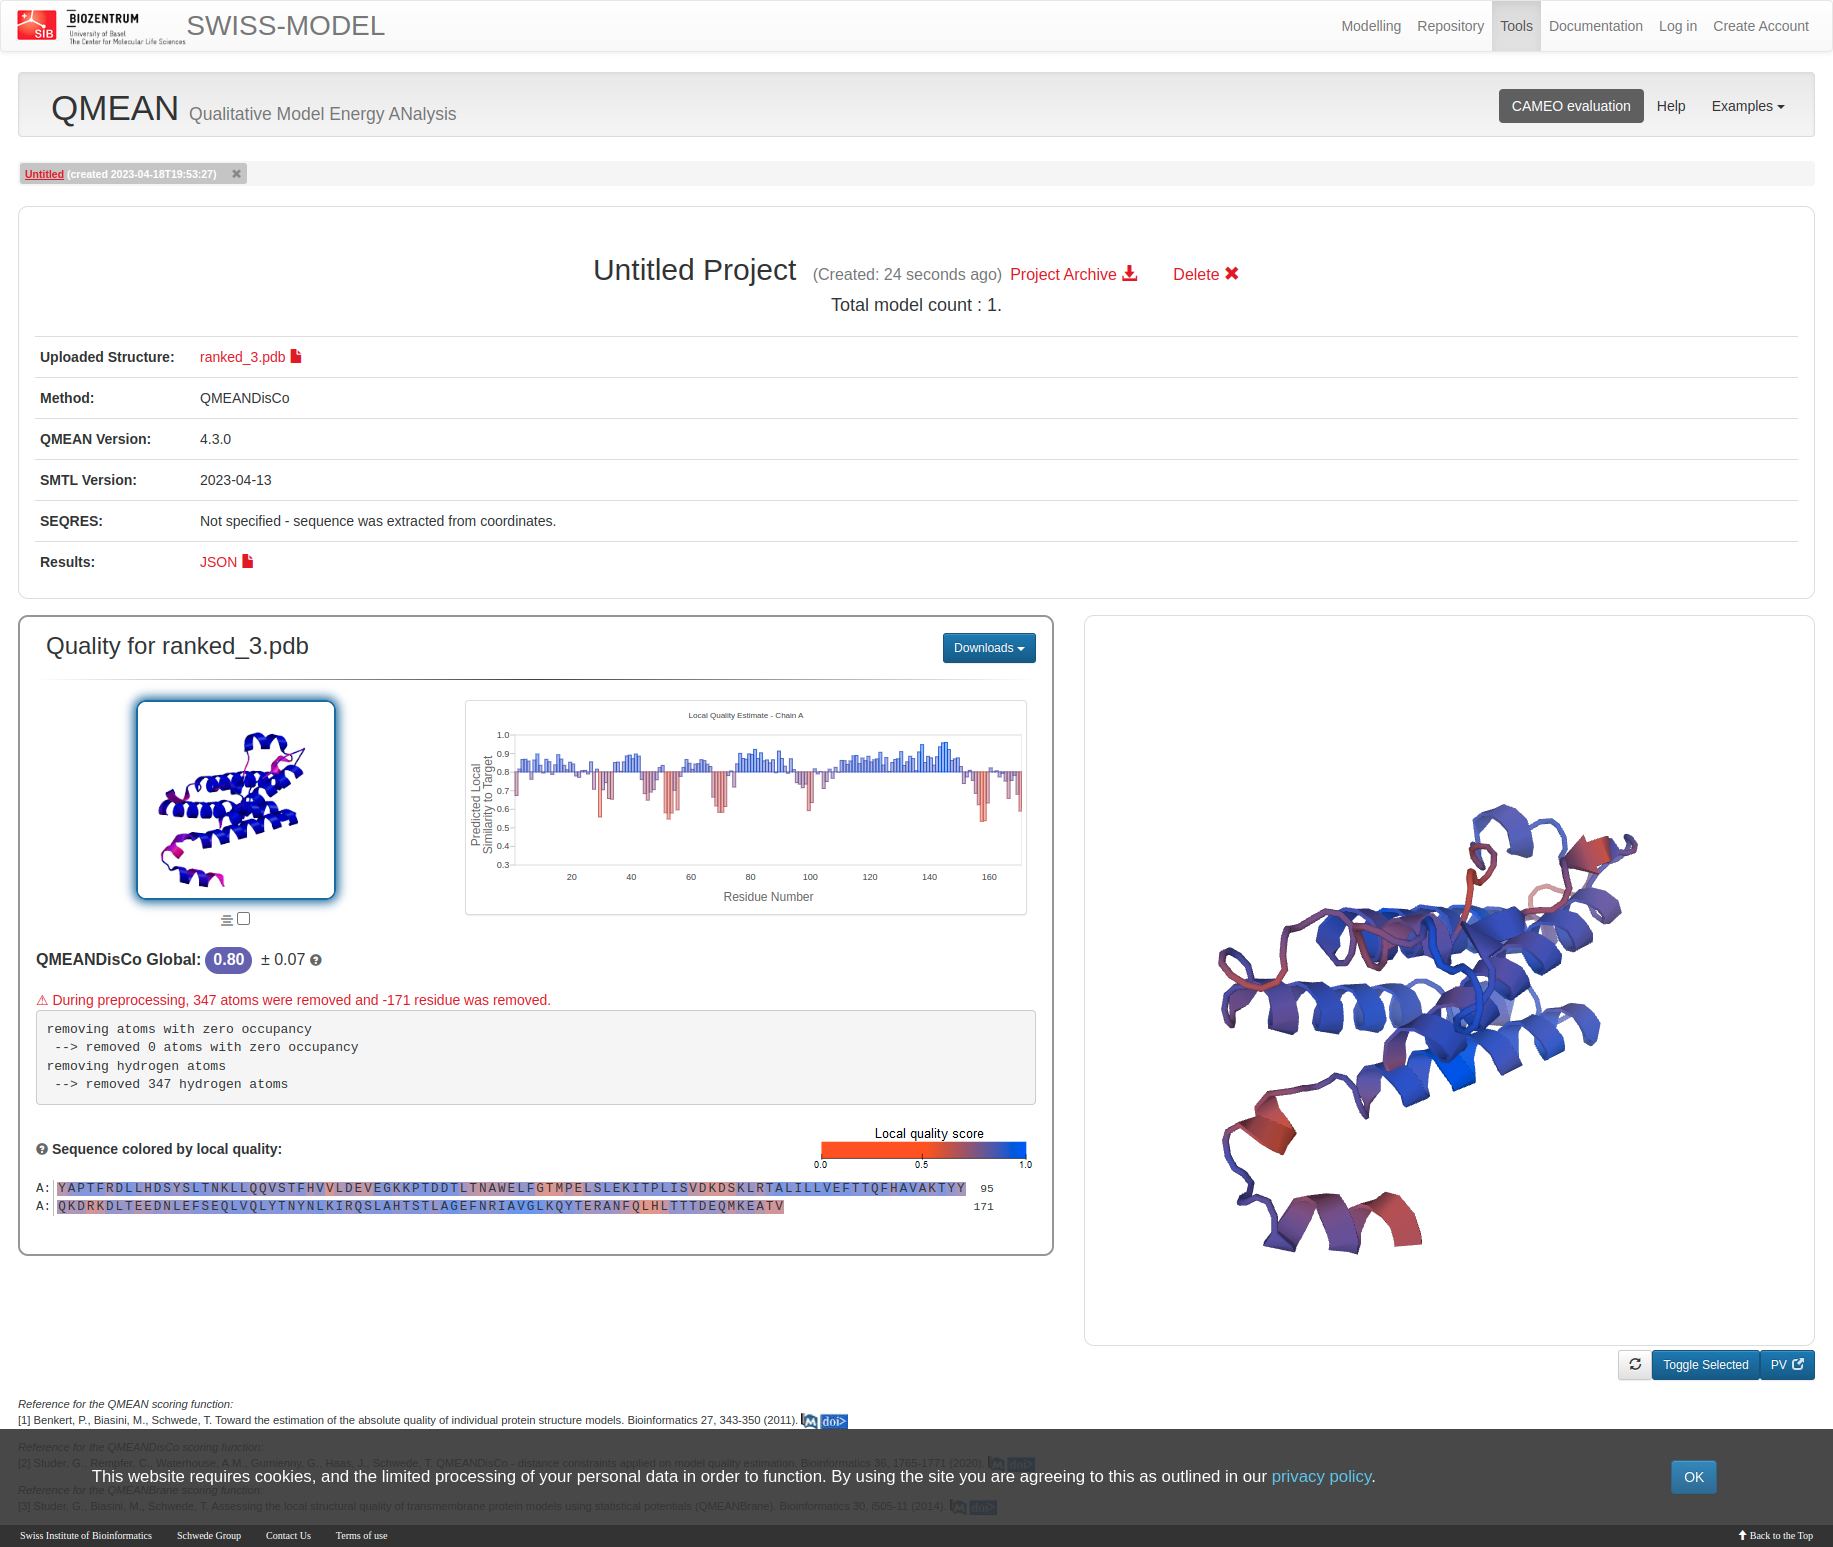 SIB
BIOZENTRUM
University of Basel
The Center for Molecular Life Sciences
SWISS-MODEL
Modelling Repository Tools Documentation Log in Create Account
QMEAN Qualitative Model Energy ANalysis
CAMEO evaluation Help Examples
Untitled (created 2023-04-18T19:53:27) ✖
Untitled Project (Created: 24 seconds ago) Project Archive Delete ✖
Total model count : 1.
Uploaded Structure: ranked_3.pdb
Method: QMEANDisCo
QMEAN Version: 4.3.0
SMTL Version: 2023-04-13
SEQRES: Not specified - sequence was extracted from coordinates.
Results: JSON
Quality for ranked_3.pdb
Downloads
Local Quality Estimate - Chain A
Predicted Local
Similarity to Target
1.0
0.9
0.8
0.7
0.6
0.5
0.4
0.3
20 40 60 80 100 120 140 160
Residue Number
QMEANDisCo Global: 0.80 ± 0.07
⚠ During preprocessing, 347 atoms were removed and -171 residue was removed.
removing atoms with zero occupancy
--> removed 0 atoms with zero occupancy
removing hydrogen atoms
--> removed 347 hydrogen atoms
Sequence colored by local quality:
Local quality score
0.0 0.5 1.0
A: YAPTFRDLLHDSYSLTNKLLQQVSTFHVVLDEVEGKKPTDDTLTNAWELFGTMPELSLEKITPLISVDKDSKLRTALILLVEFTTQFHAVAKTYY 95
A: QKDRKDLTEEDNLEFSEQLVQLYTNYNLKIRQSLAHTSTLAGEFNRIAVGLKQYTERANFQLHLTTTDEQMKEATV 171
Toggle Selected PV
Reference for the QMEAN scoring function:
[1] Benkert, P., Biasini, M., Schwede, T. Toward the estimation of the absolute quality of individual protein structure models. Bioinformatics 27, 343-350 (2011). M doi>
Reference for the QMEANDisCo scoring function:
[2] Studer, G., Rempfer, C., Waterhouse, A.M., Gumienny, G., Haas, J., Schwede, T. QMEANDisCo - distance constraints applied on model quality estimation. Bioinformatics 36, 1765-1771 (2020). M doi>
This website requires cookies, and the limited processing of your personal data in order to function. By using the site you are agreeing to this as outlined in our privacy policy.
OK
Reference for the QMEANBrane scoring function:
[3] Studer, G., Biasini, M., Schwede, T. Assessing the local structural quality of transmembrane protein models using statistical potentials (QMEANBrane). Bioinformatics 30, i505-11 (2014). M doi>
Swiss Institute of Bioinformatics Schwede Group Contact Us Terms of use Back to the Top